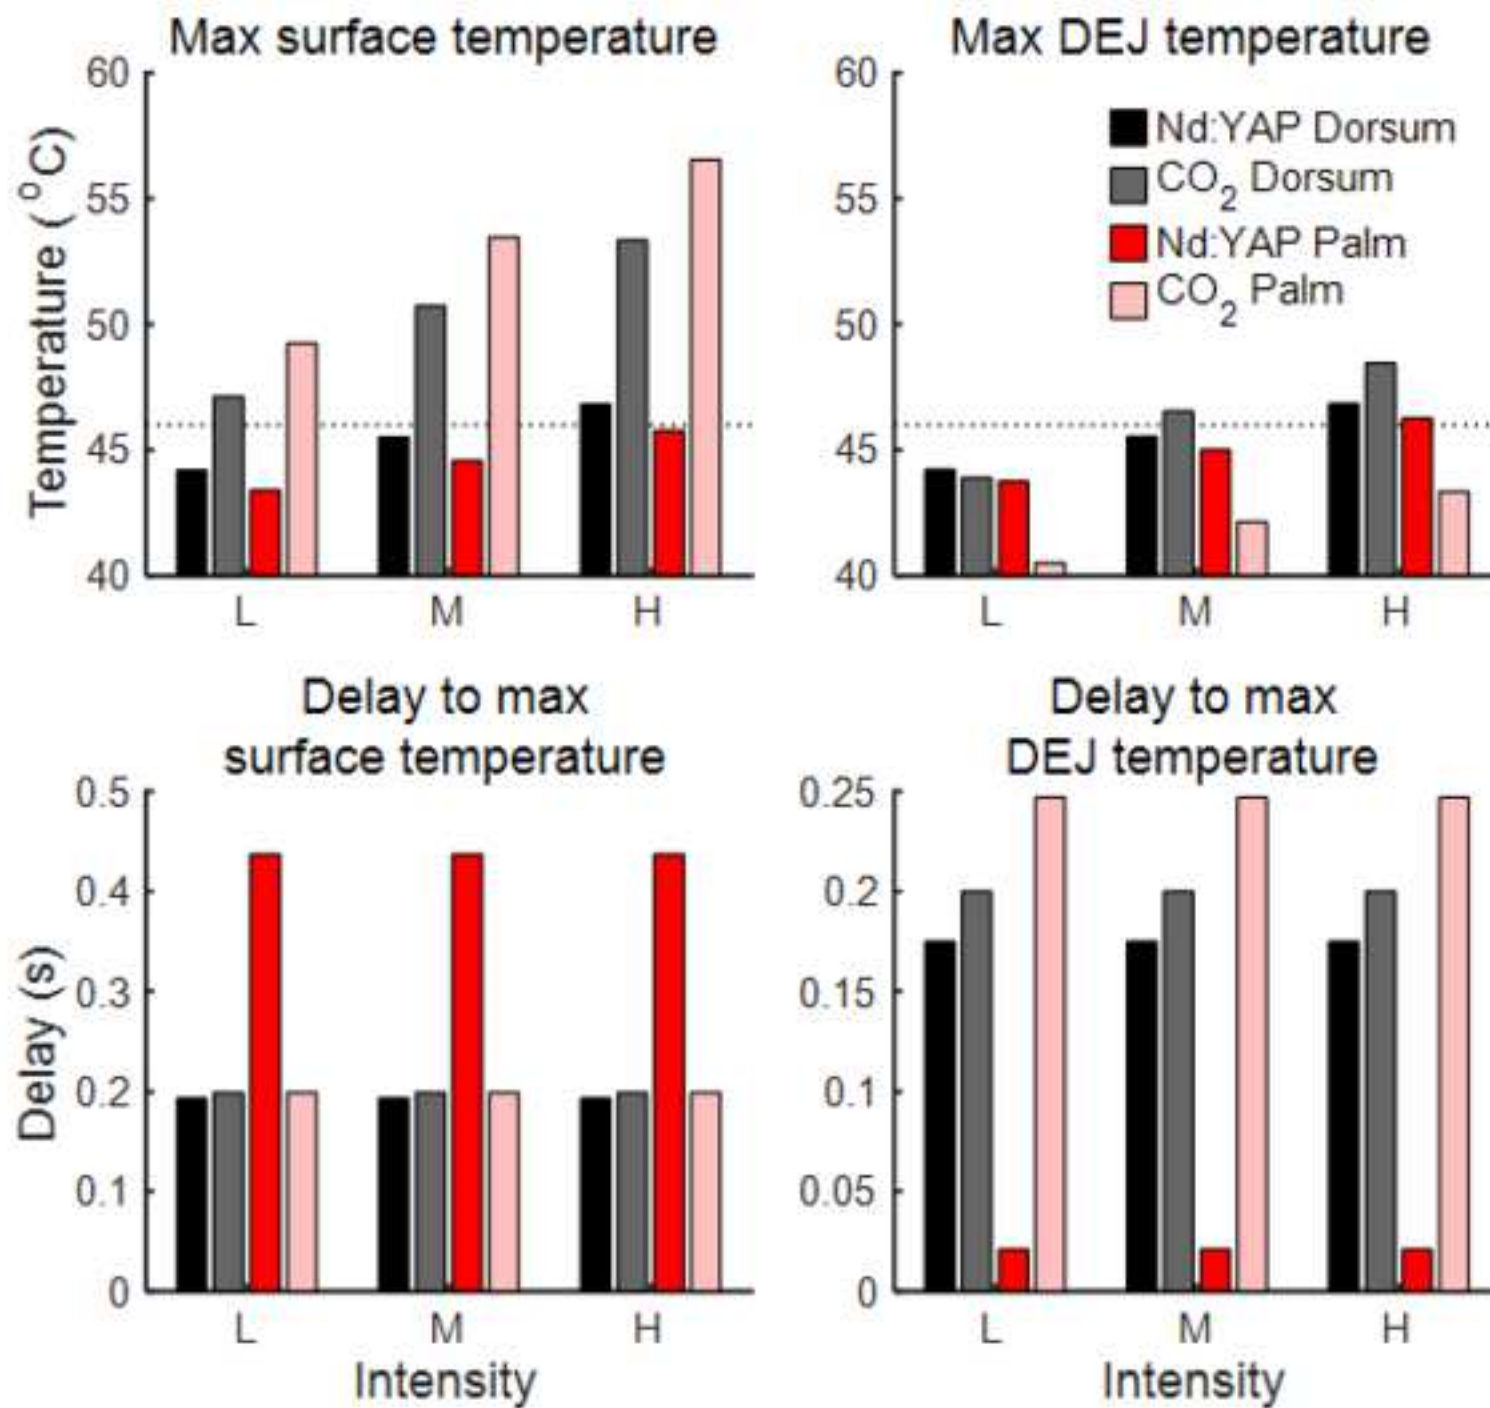 Max surface temperature
60
55
50
45
40
Temperature (°C)
L M H
Max DEJ temperature
60
55
50
45
40
Nd:YAP Dorsum
CO2 Dorsum
Nd:YAP Palm
CO2 Palm
L M H
Delay to max
surface temperature
0.5
0.4
0.3
0.2
0.1
0
Delay (s)
L M H
Intensity
Delay to max
DEJ temperature
0.25
0.2
0.15
0.1
0.05
0
L M H
Intensity